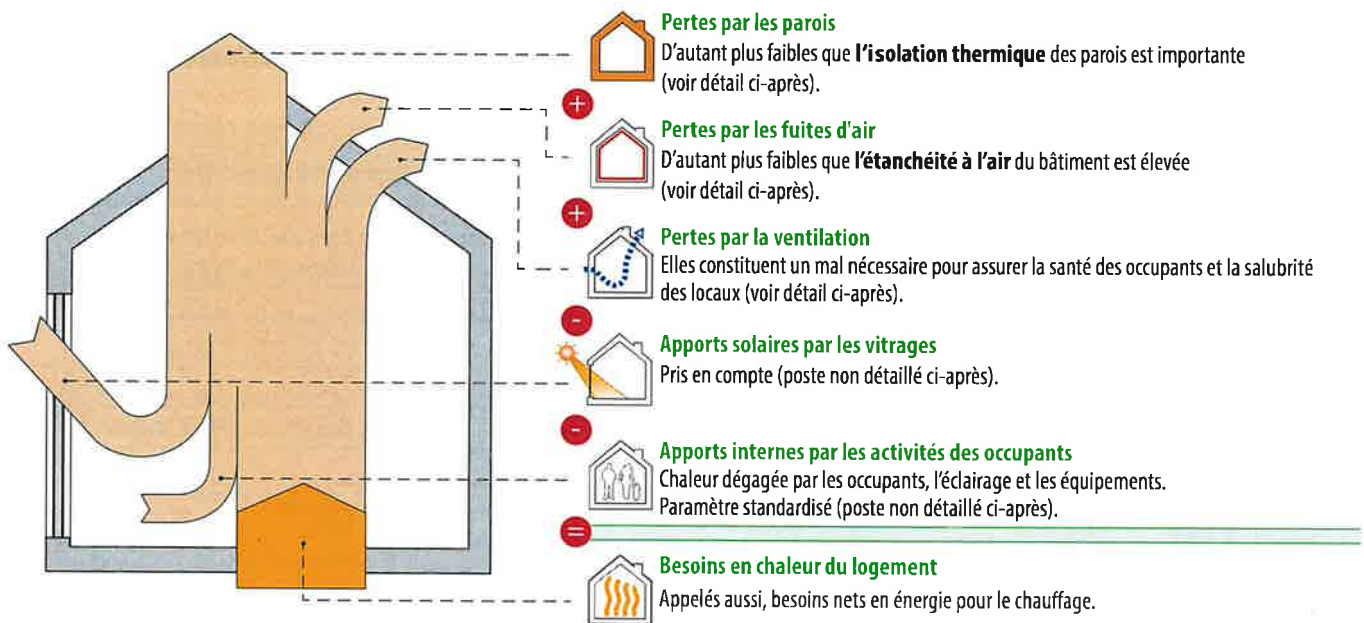 Pertes par les parois
D'autant plus faibles que l'isolation thermique des parois est importante
(voir détail ci-après).
+
Pertes par les fuites d'air
D'autant plus faibles que l'étanchéité à l'air du bâtiment est élevée
(voir détail ci-après).
+
Pertes par la ventilation
Elles constituent un mal nécessaire pour assurer la santé des occupants et la salubrité
des locaux (voir détail ci-après).
-
Apports solaires par les vitrages
Pris en compte (poste non détaillé ci-après).
-
Apports internes par les activités des occupants
Chaleur dégagée par les occupants, l'éclairage et les équipements.
Paramètre standardisé (poste non détaillé ci-après).
=
Besoins en chaleur du logement
Appelés aussi, besoins nets en énergie pour le chauffage.